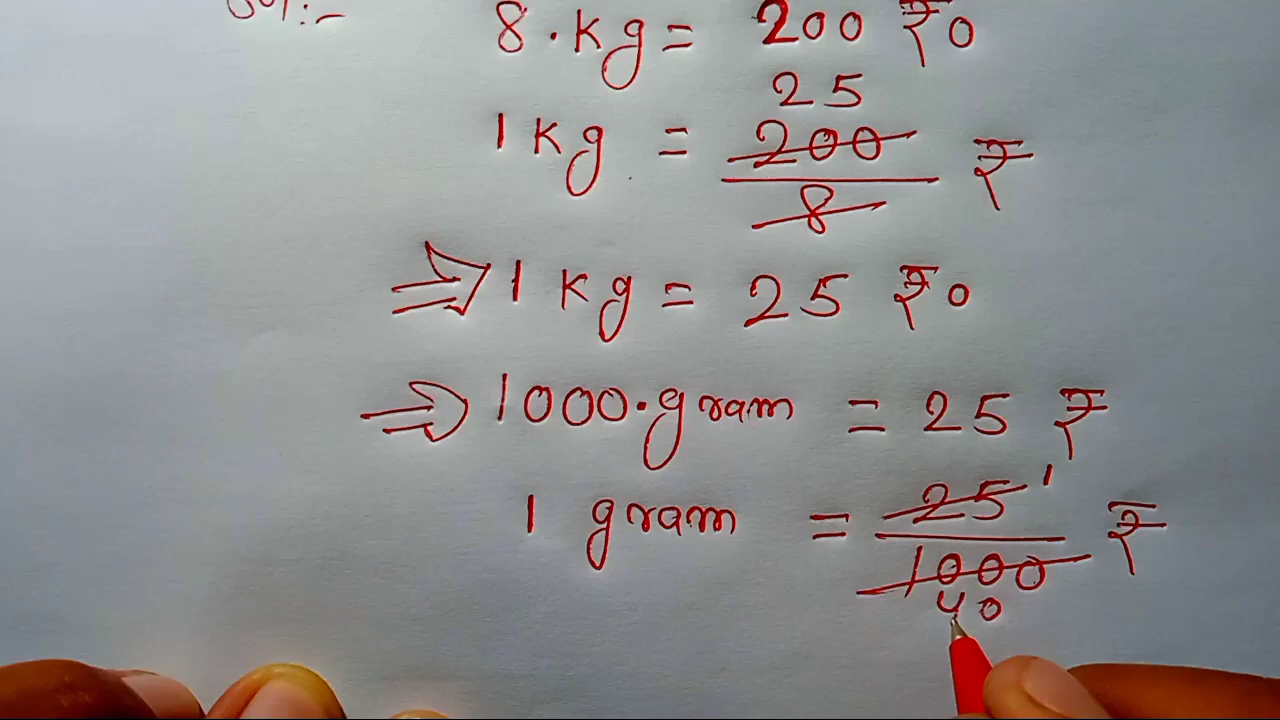 Sol:-
8.kg = 200 ₹0
25
1 kg = 200/8 ₹
⇒ 1 kg = 25 ₹0
⇒ 1000.gram = 25 ₹
1 gram = 25/1000 ₹
1
40